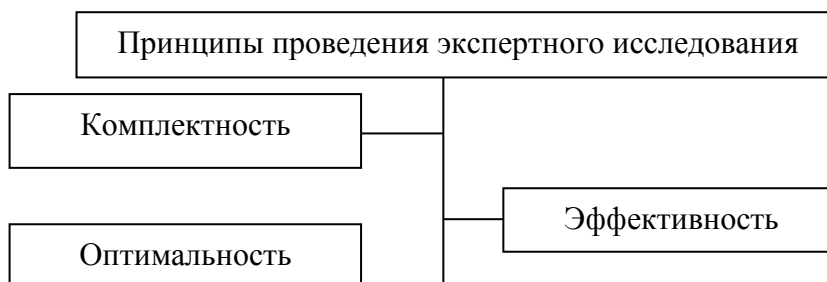 Принципы проведения экспертного исследования
Комплектность
Эффективность
Оптимальность